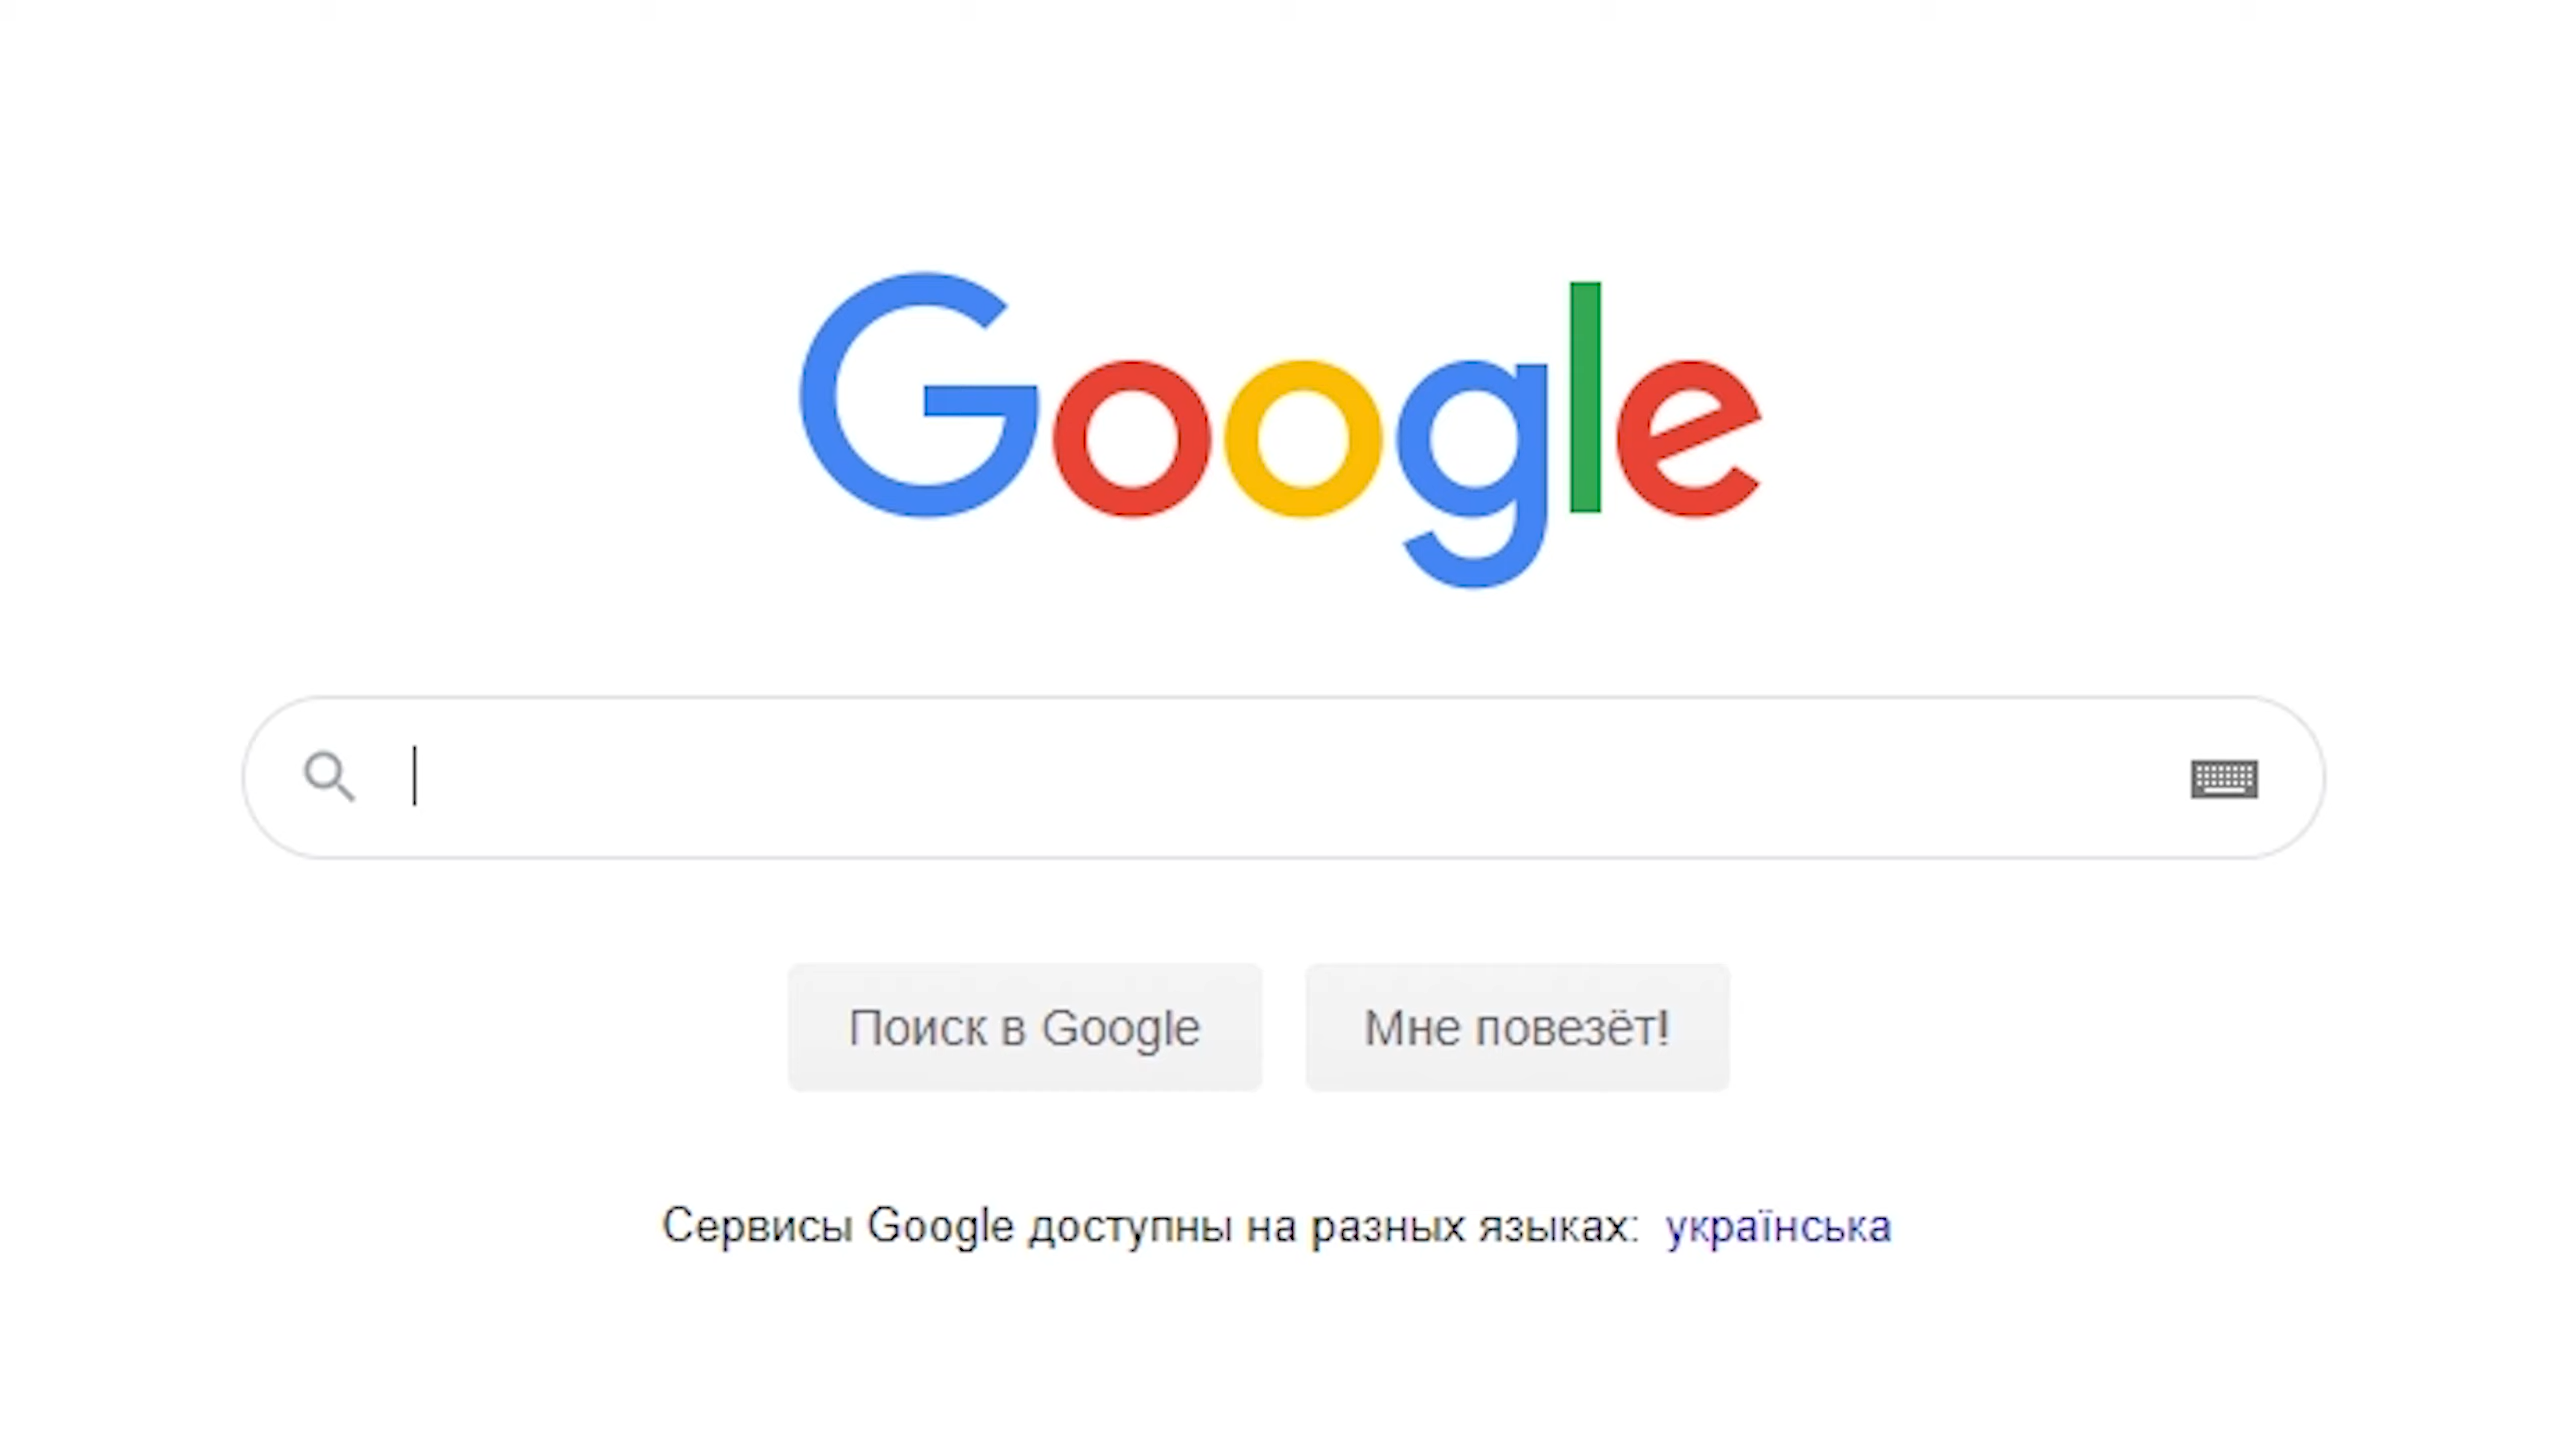 Google
Поиск в Google
Мне повезёт!
Сервисы Google доступны на разных языках: українська